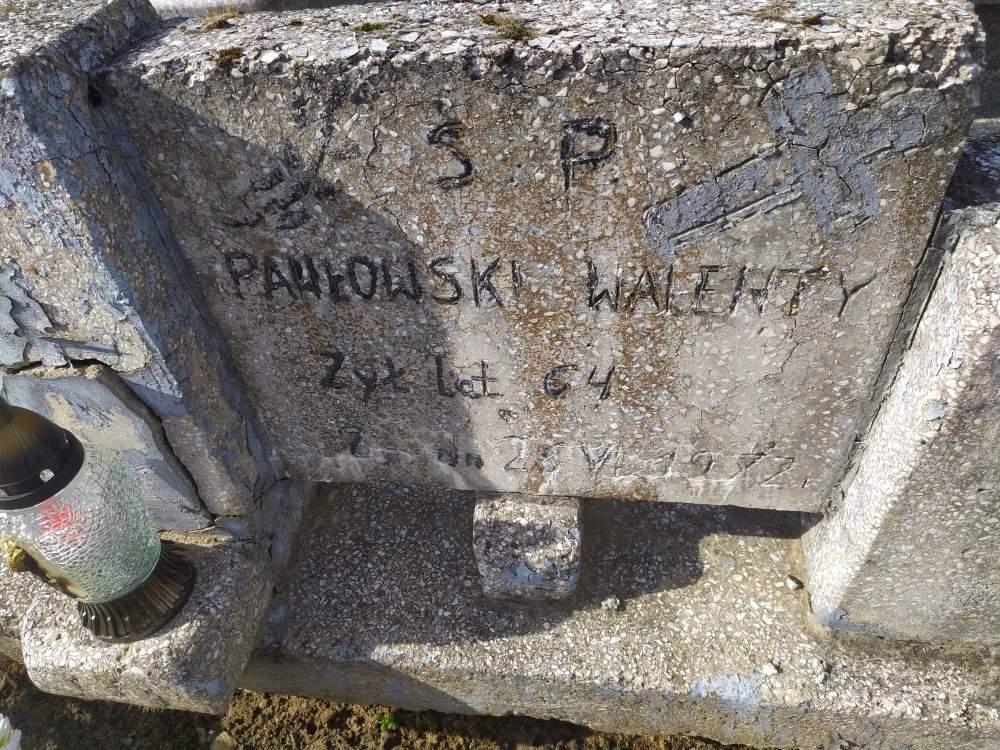 S P
PAWŁOWSKI WALENTY
Żył Lat 64
Zm. Dn. 28 VI 1972.